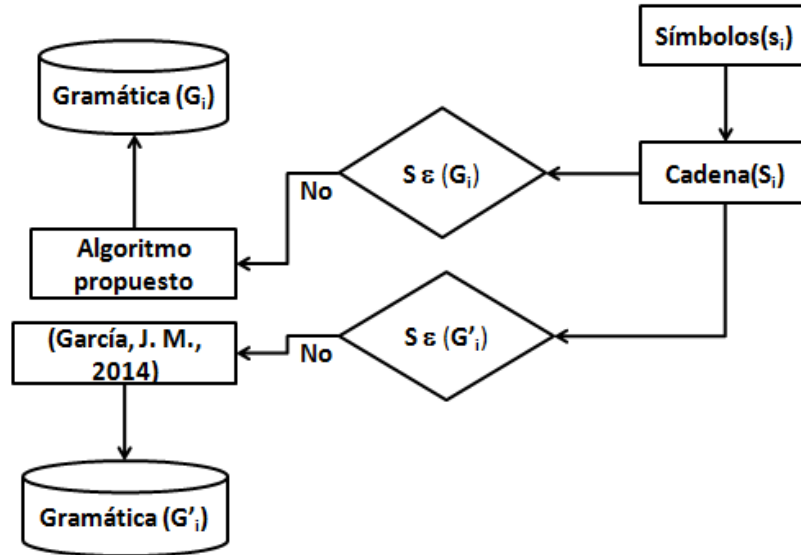 Símbolos(si)
Gramática (Gi)
S ε (Gi)
Cadena(Si)
No
Algoritmo
propuesto
(García, J. M.,
2014)
No
S ε (G’i)
Gramática (G’i)